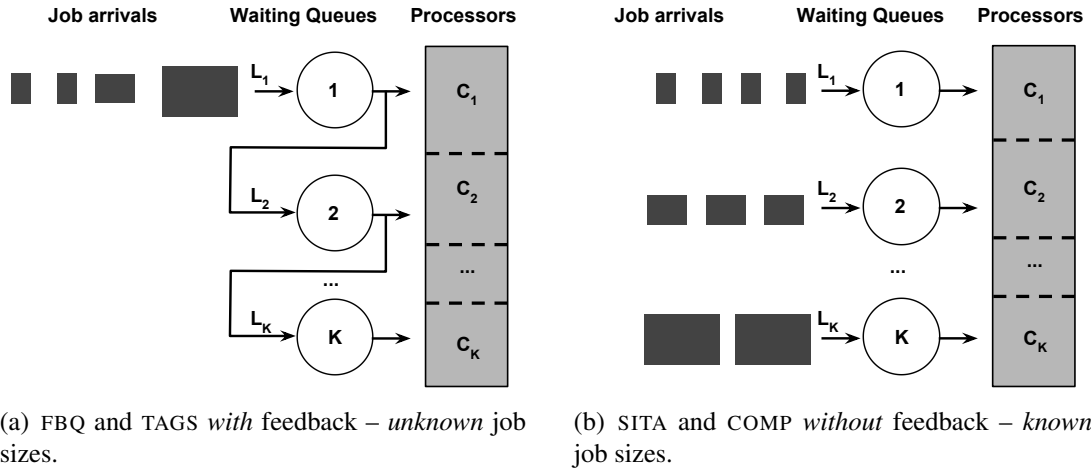 Job arrivals Waiting Queues Processors
L1 1 C1
L2 2 C2
...
...
LK K CK
(a) FBQ and TAGS with feedback – unknown job
sizes.
Job arrivals Waiting Queues Processors
L1 1 C1
L2 2 C2
... ...
LK K CK
(b) SITA and COMP without feedback – known
job sizes.